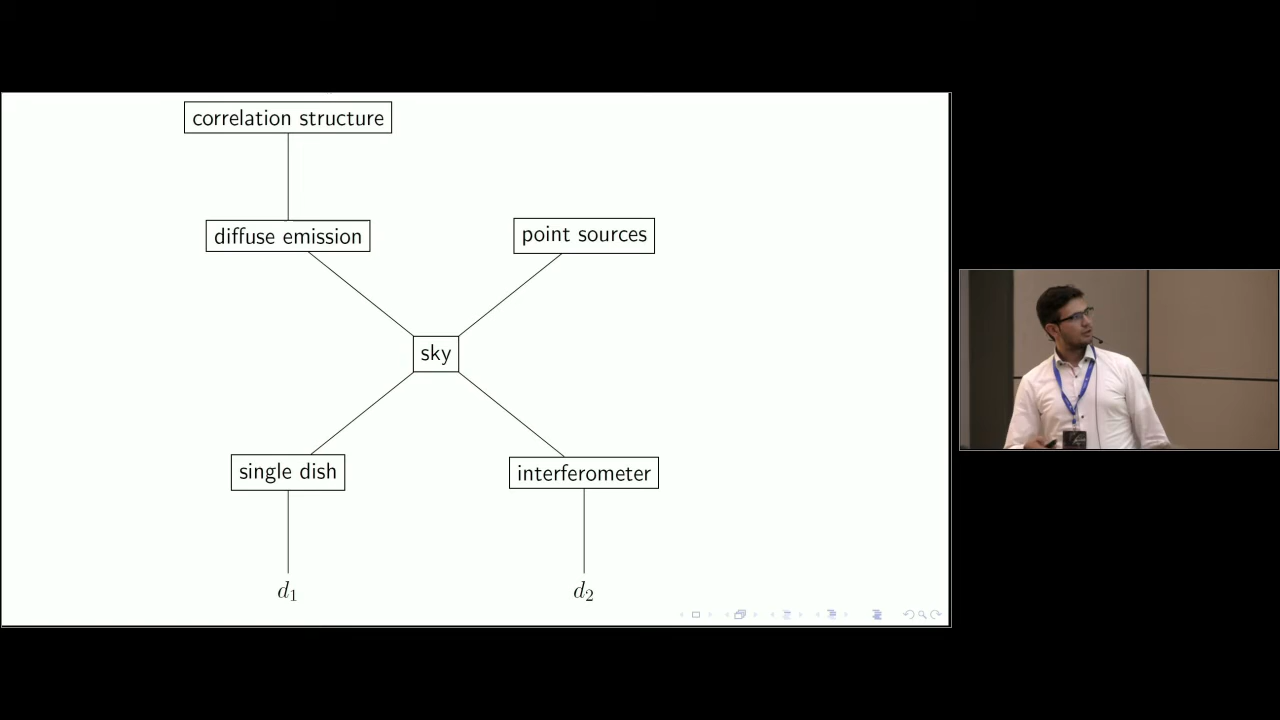 correlation structure
diffuse emission
point sources
sky
single dish
interferometer
d₁
d₂